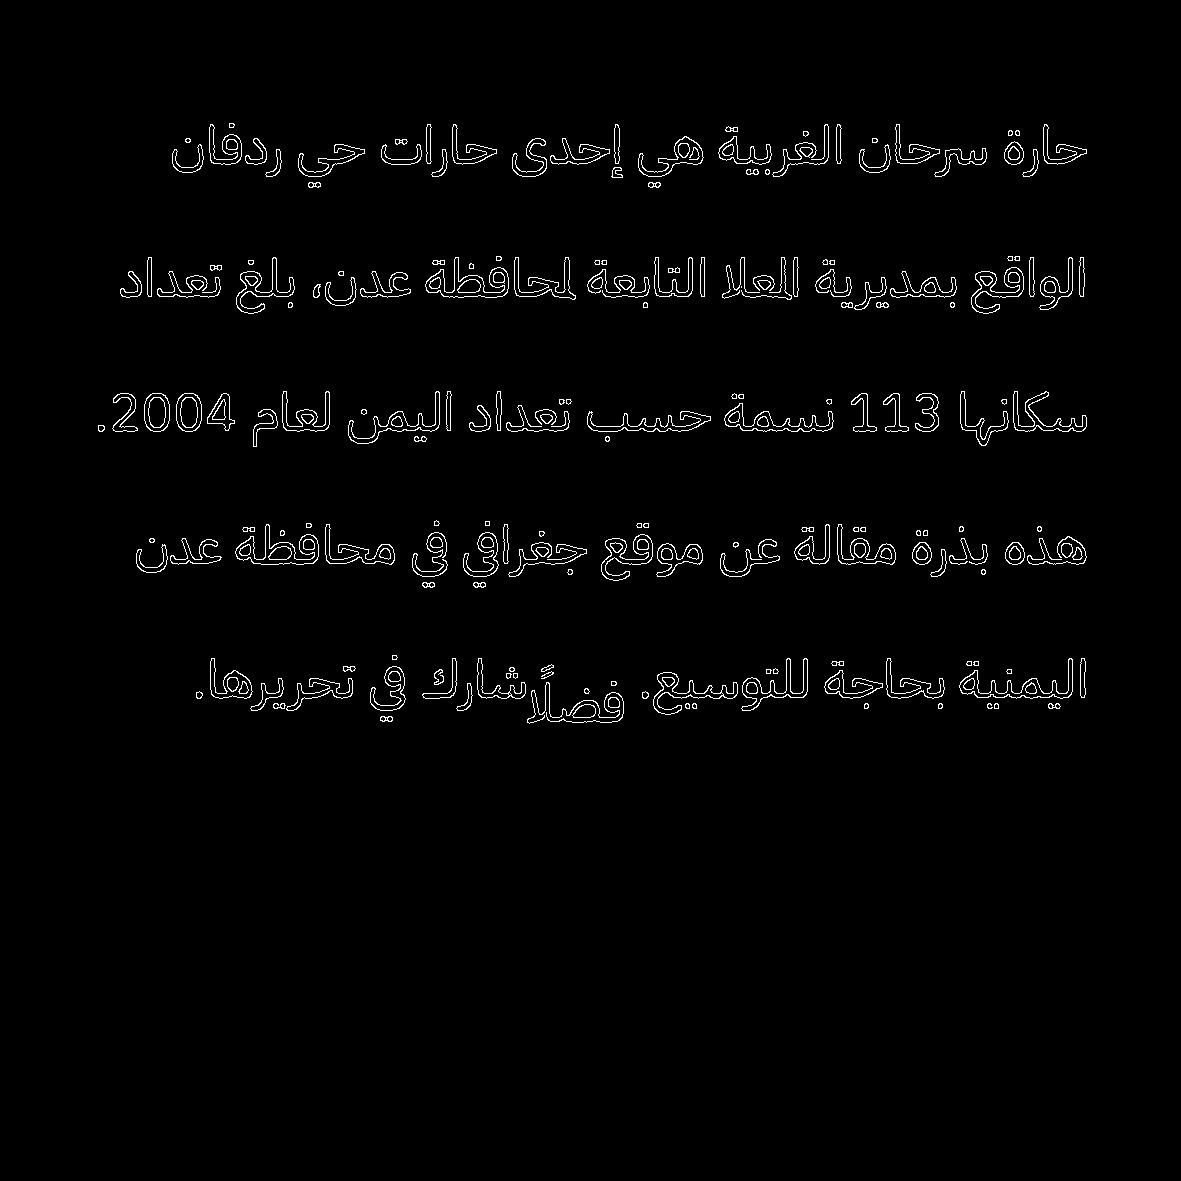 حارة سرحان الغربية هي إحدى حارات حي ردفان
الواقع بمديرية المعلا التابعة لمحافظة عدن، بلغ تعداد
سكانها 113 نسمة حسب تعداد اليمن لعام 2004.
هذه بذرة مقالة عن موقع جغرافي في محافظة عدن
اليمنية بحاجة للتوسيع. فضلًا شارك في تحريرها.